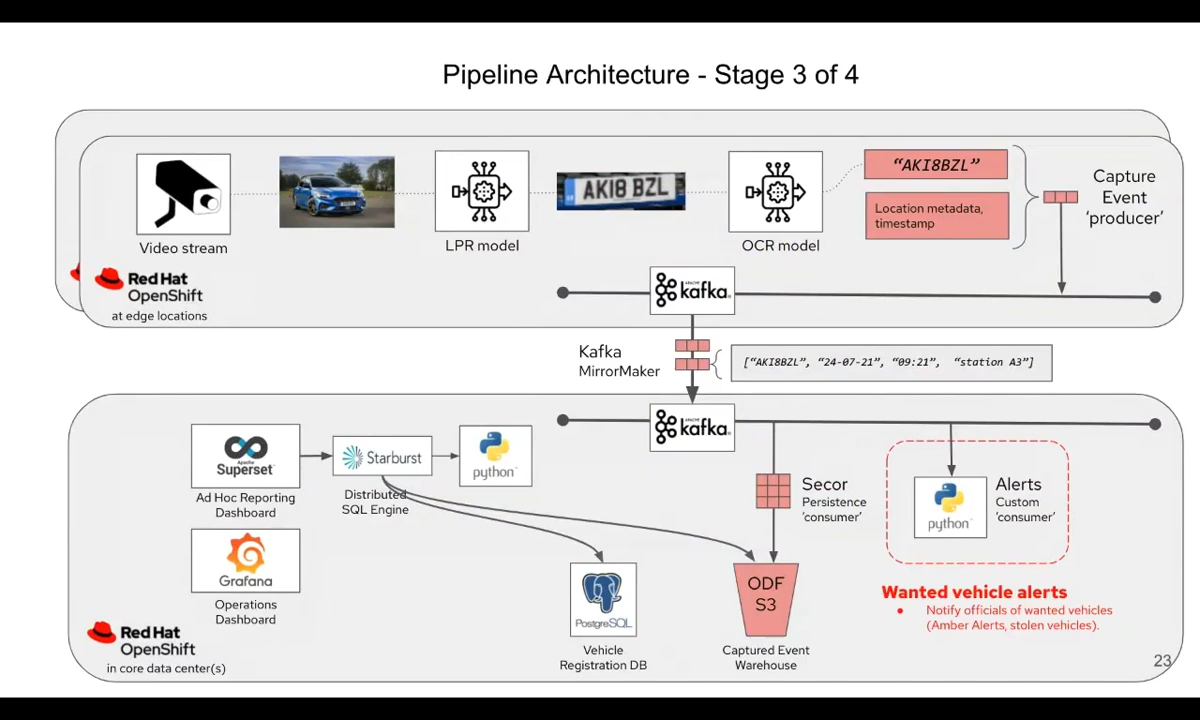 Pipeline Architecture - Stage 3 of 4
Video stream
LPR model
AK18 BZL
OCR model
“AKI8BZL”
Location metadata,
timestamp
Capture
Event
‘producer’
Red Hat
OpenShift
at edge locations
APACHE
kafka
Kafka
MirrorMaker
[“AKI8BZL”, “24-07-21”, “09:21”, “station A3”]
APACHE
kafka
Apache
Superset
Ad Hoc Reporting
Dashboard
Starburst
Distributed
SQL Engine
python
Secor
Persistence
‘consumer’
python
Alerts
Custom
‘consumer’
Grafana
Operations
Dashboard
PostgreSQL
Vehicle
Registration DB
ODF
S3
Captured Event
Warehouse
Wanted vehicle alerts
• Notify officials of wanted vehicles
(Amber Alerts, stolen vehicles).
Red Hat
OpenShift
in core data center(s)
23